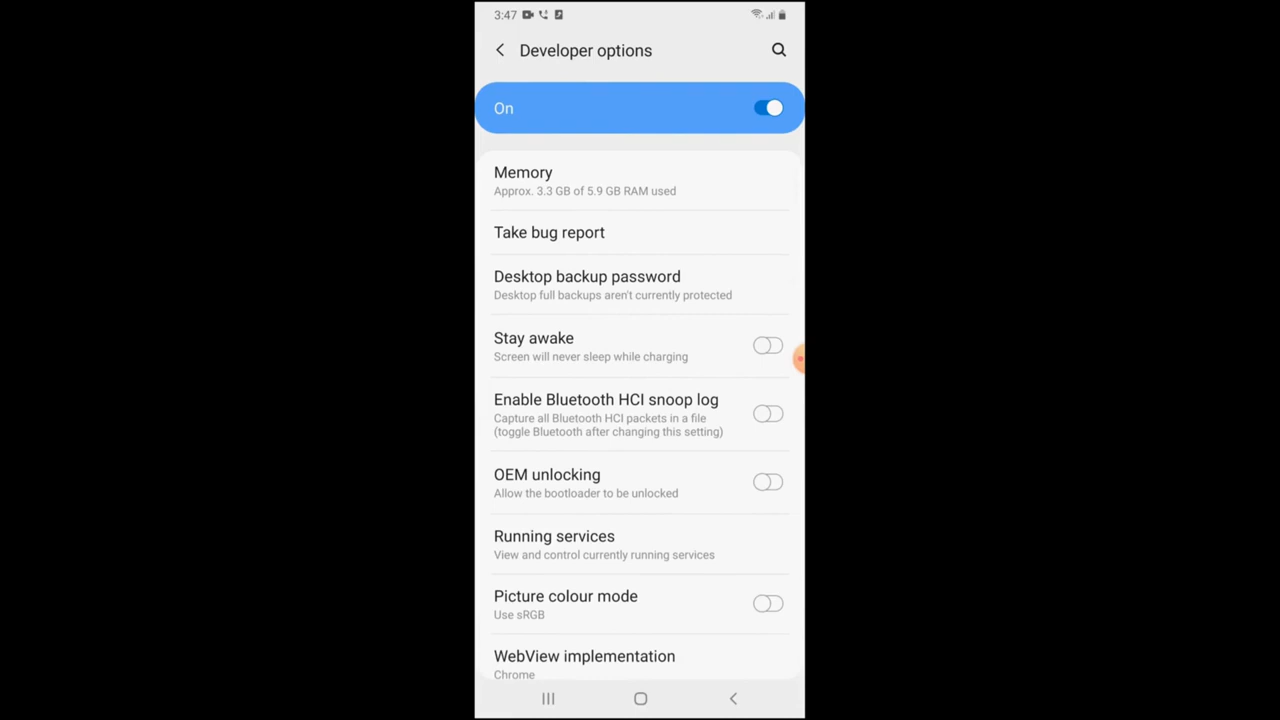 3:47
Developer options
On
Memory
Approx. 3.3 GB of 5.9 GB RAM used
Take bug report
Desktop backup password
Desktop full backups aren't currently protected
Stay awake
Screen will never sleep while charging
Enable Bluetooth HCI snoop log
Capture all Bluetooth HCI packets in a file
(toggle Bluetooth after changing this setting)
OEM unlocking
Allow the bootloader to be unlocked
Running services
View and control currently running services
Picture colour mode
Use sRGB
WebView implementation
Chrome